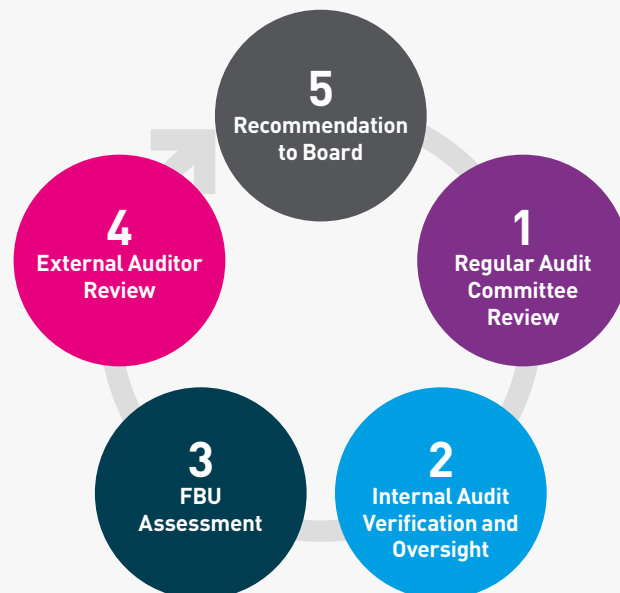 5
Recommendation
to Board
1
Regular Audit
Committee
Review
2
Internal Audit
Verification and
Oversight
3
FBU
Assessment
4
External Auditor
Review